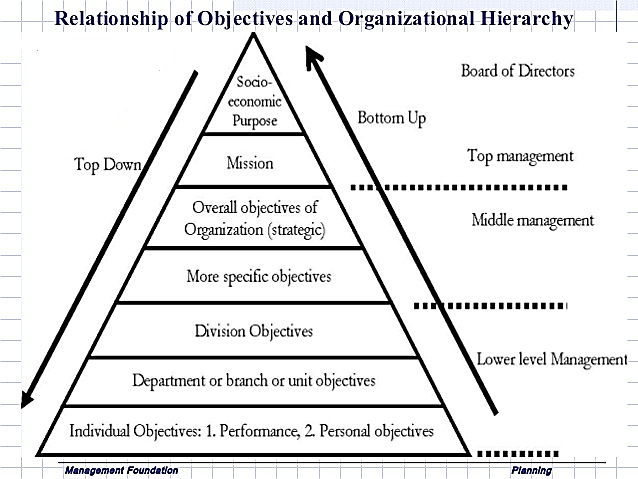 Relationship of Objectives and Organizational Hierarchy
Socio-
economic
Purpose
Board of Directors
Bottom Up
Top Down
Mission
Top management
Overall objectives of
Organization (strategic)
Middle management
More specific objectives
Division Objectives
Lower level Management
Department or branch or unit objectives
Individual Objectives: 1. Performance, 2. Personal objectives
Management Foundation
Planning